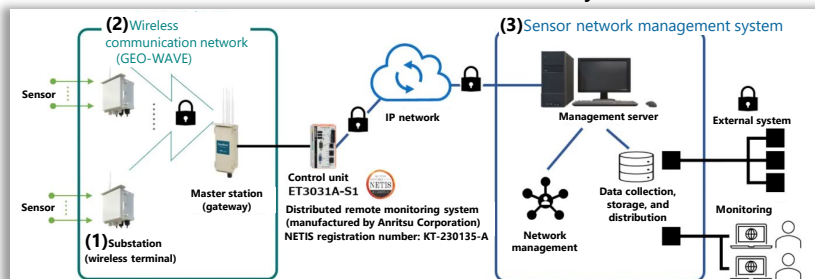 (2)Wireless
communication network
(GEO-WAVE)
(3)Sensor network management system
Sensor
IP network
Management server
External system
Control unit
ET3031A-S1
NETIS
Master station
(gateway)
Sensor
(1)Substation
(wireless terminal)
Distributed remote monitoring system
(manufactured by Anritsu Corporation)
NETIS registration number: KT-230135-A
Network
management
Data collection,
storage, and
distribution
Monitoring